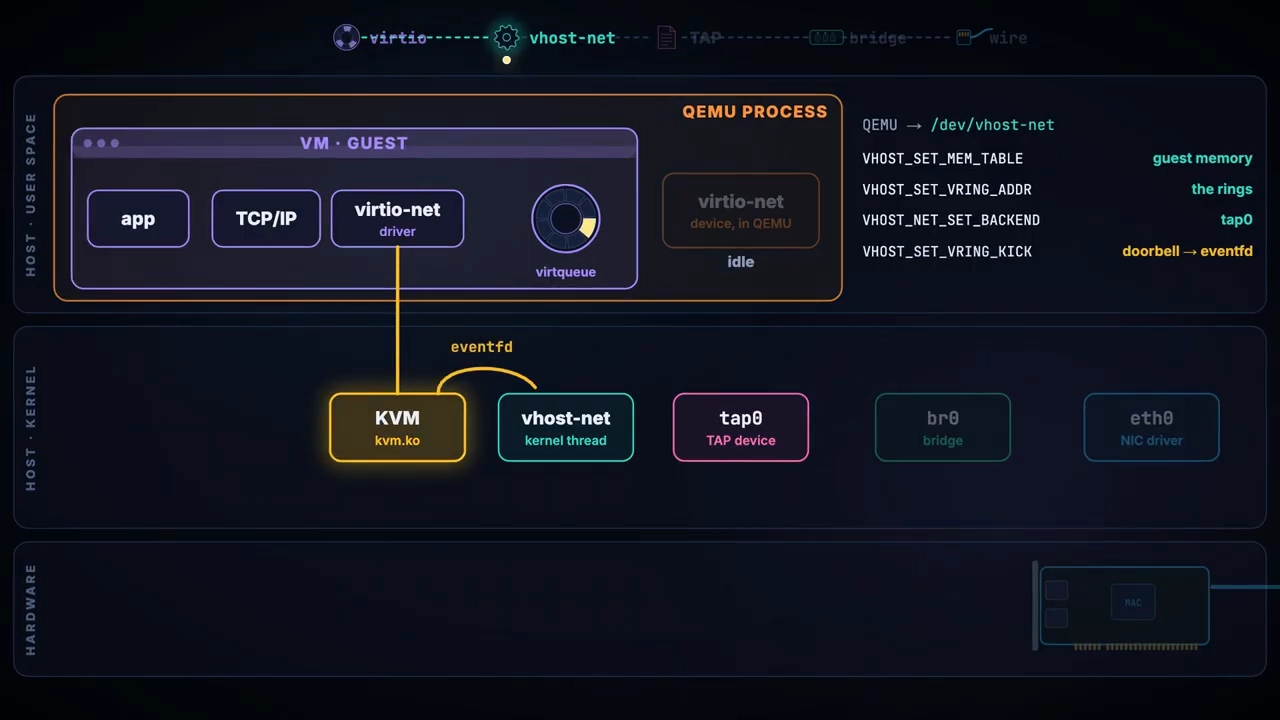 virtio
vhost-net
TAP
bridge
wire
HOST · USER SPACE
QEMU PROCESS
VM · GUEST
app
TCP/IP
virtio-net
driver
virtqueue
virtio-net
device, in QEMU
idle
QEMU → /dev/vhost-net
VHOST_SET_MEM_TABLE guest memory
VHOST_SET_VRING_ADDR the rings
VHOST_NET_SET_BACKEND tap0
VHOST_SET_VRING_KICK doorbell → eventfd
HOST · KERNEL
eventfd
KVM
kvm.ko
vhost-net
kernel thread
tap0
TAP device
br0
bridge
eth0
NIC driver
HARDWARE
MAC